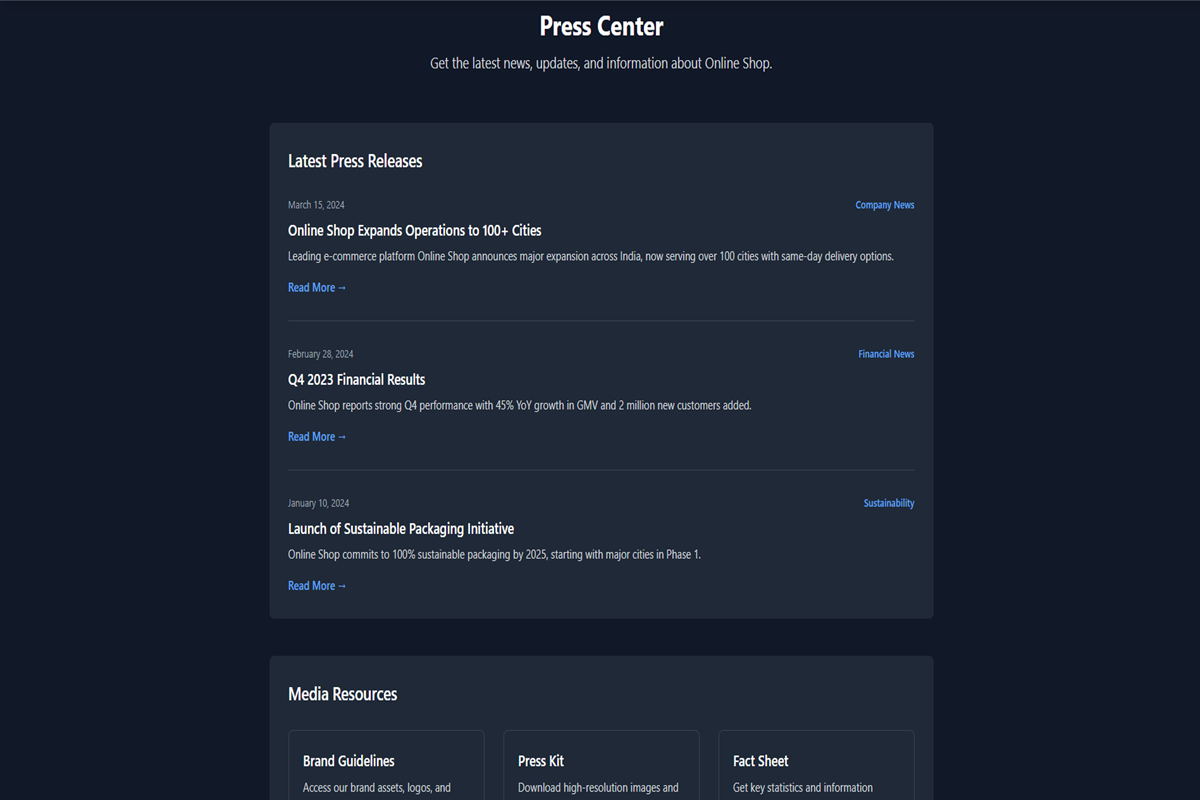 Press Center
Get the latest news, updates, and information about Online Shop.
Latest Press Releases
March 15, 2024
Company News
Online Shop Expands Operations to 100+ Cities
Leading e-commerce platform Online Shop announces major expansion across India, now serving over 100 cities with same-day delivery options.
Read More →
February 28, 2024
Financial News
Q4 2023 Financial Results
Online Shop reports strong Q4 performance with 45% YoY growth in GMV and 2 million new customers added.
Read More →
January 10, 2024
Sustainability
Launch of Sustainable Packaging Initiative
Online Shop commits to 100% sustainable packaging by 2025, starting with major cities in Phase 1.
Read More →
Media Resources
Brand Guidelines
Access our brand assets, logos, and
Press Kit
Download high-resolution images and
Fact Sheet
Get key statistics and information